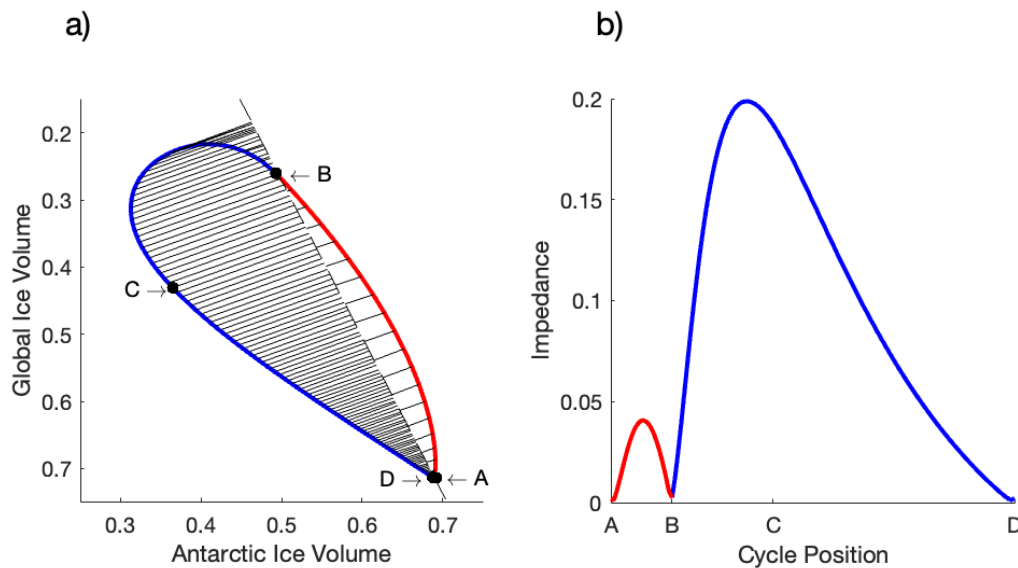 a)
0.2
0.3
0.4
0.5
0.6
0.7
Global Ice Volume
B
C
D
A
0.3 0.4 0.5 0.6 0.7
Antarctic Ice Volume
b)
0.2
0.15
0.1
0.05
0
Impedance
A B C D
Cycle Position